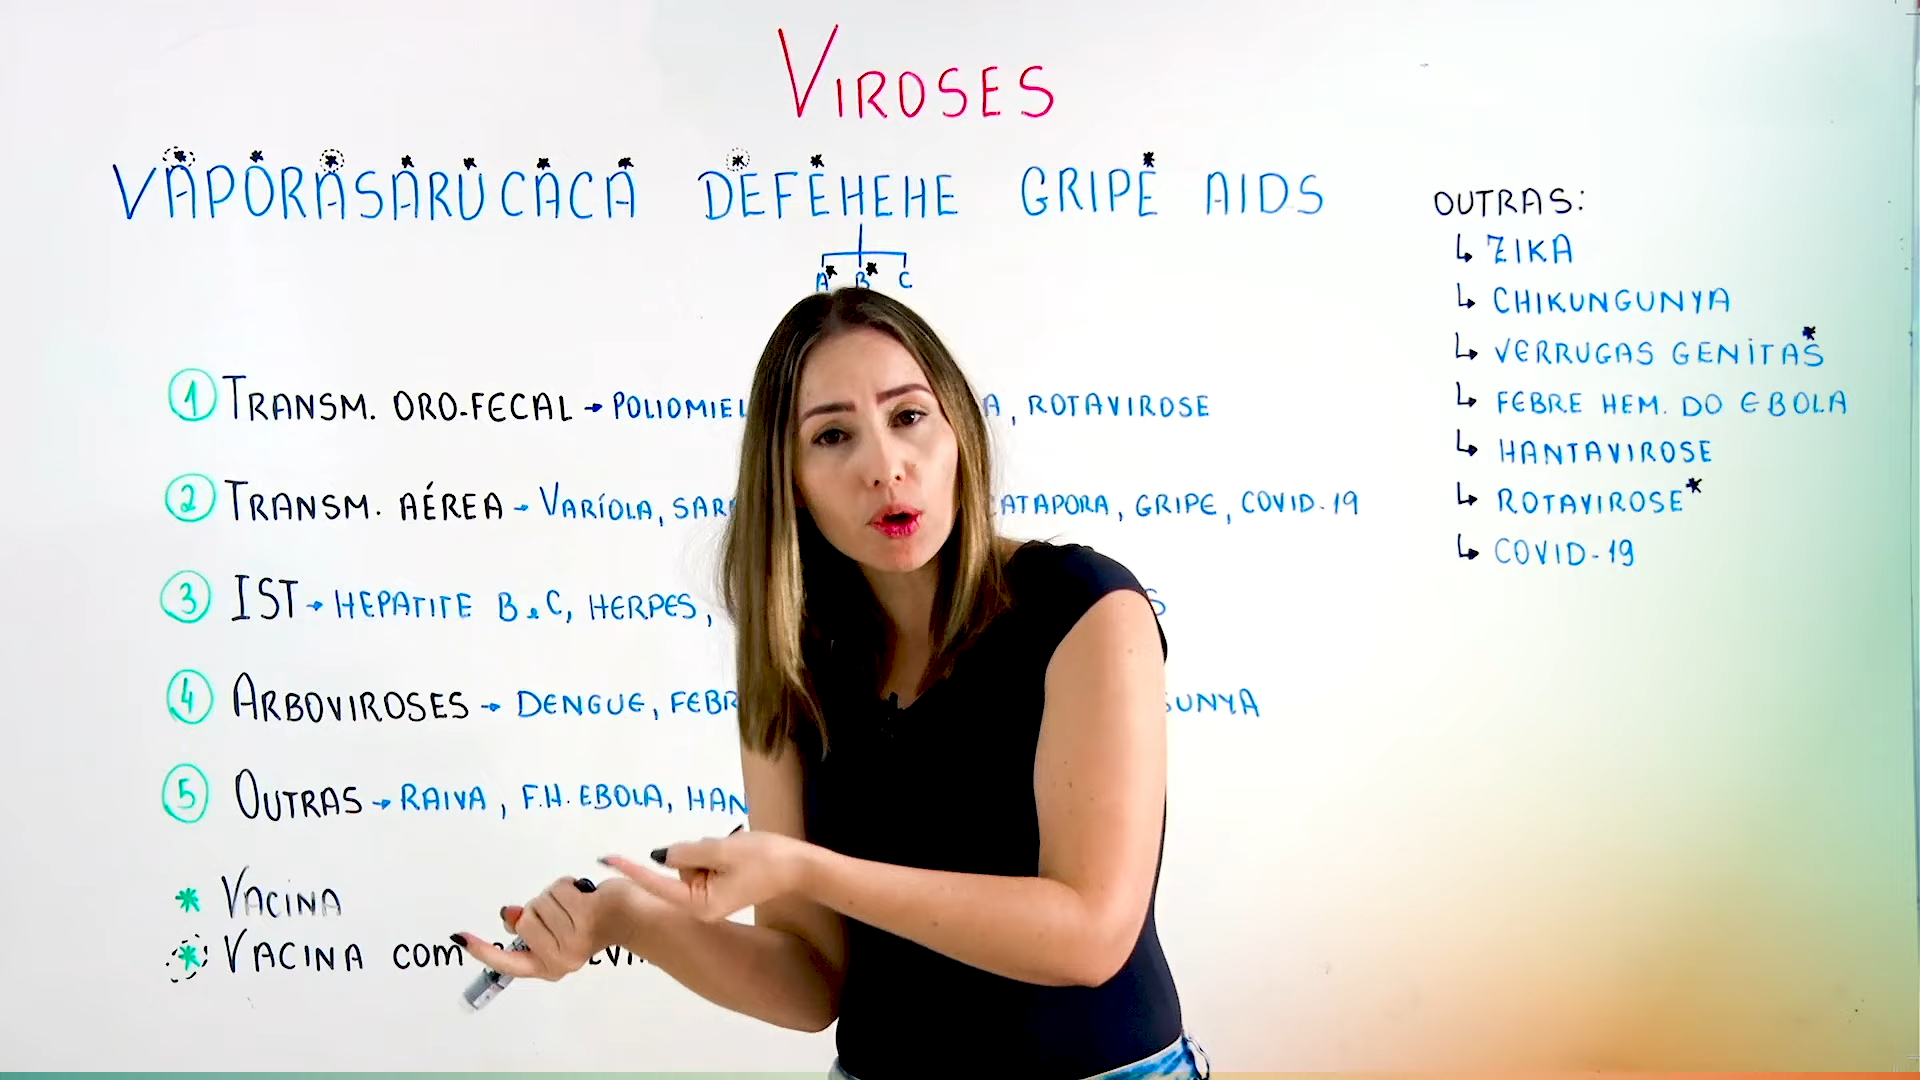 VIROSES
VAPORASARUCACA DEFEHEHE GRIPE AIDS
A* B* C
OUTRAS:
↳ ZIKA
↳ CHIKUNGUNYA
↳ VERRUGAS GENITAS*
↳ FEBRE HEM. DO EBOLA
↳ HANTAVIROSE
↳ ROTAVIROSE*
↳ COVID-19
1 TRANSM. ORO-FECAL → POLIOMIEL A, ROTAVIROSE
2 TRANSM. AÉREA → VARÍOLA, SAR ATAPORA, GRIPE, COVID-19
3 IST → HEPATITE B e C, HERPES, S
4 ARBOVIROSES → DENGUE, FEBR GUNYA
5 OUTRAS → RAIVA, F.H. EBOLA, HAN
* VACINA
* VACINA COM